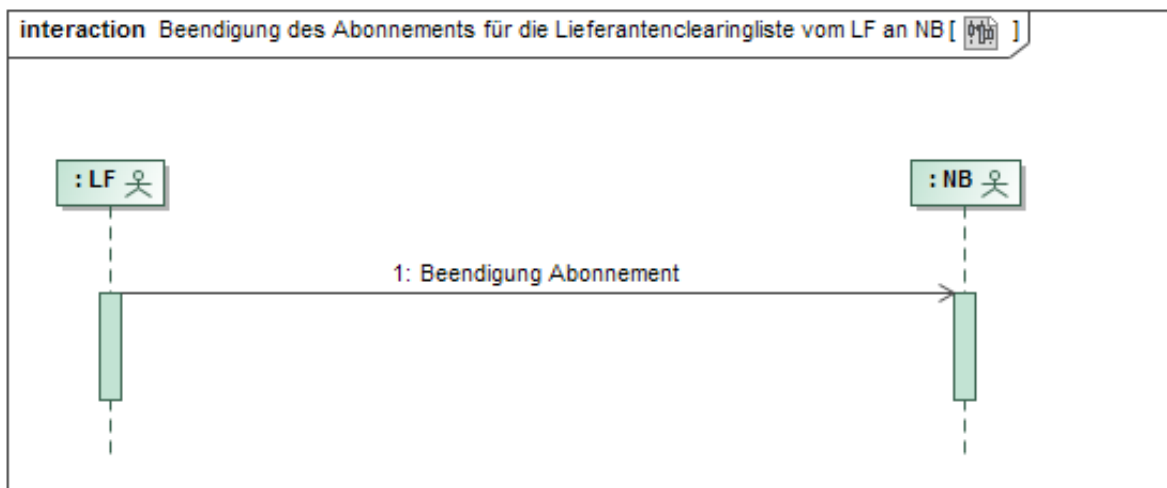 interaction Beendigung des Abonnements für die Lieferantenclearingliste vom LF an NB [ ]
:LF
:NB
1: Beendigung Abonnement